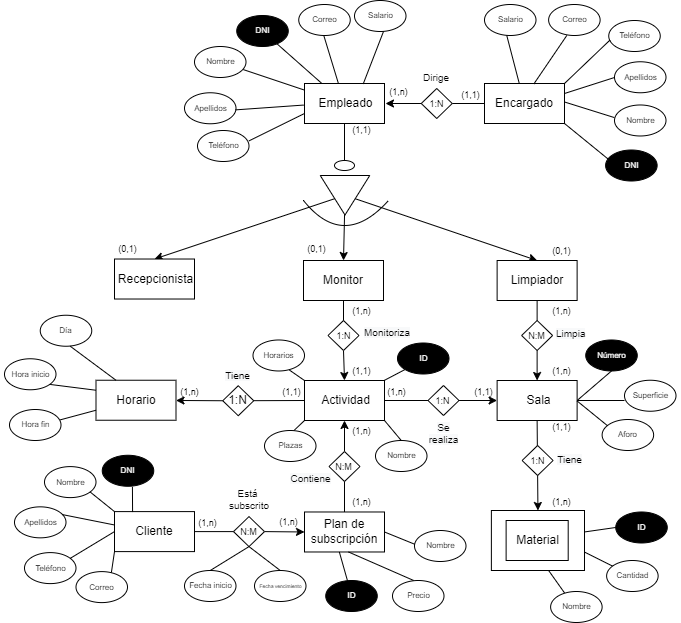 DNI
Correo
Salario
Salario
Correo
Teléfono
Nombre
Dirige
Apellidos
(1,n)
(1,1)
Empleado
1:N
Encargado
Apellidos
Nombre
Teléfono
(1,1)
DNI
(0,1)
(0,1)
(0,1)
Recepcionista
Monitor
Limpiador
(1,n)
(1,n)
Día
1:N
Monitoriza
N:M
Limpia
Horarios
ID
Número
Hora inicio
Tiene
(1,1)
(1,n)
(1,n)
(1,1)
(1,n)
(1,1)
Superficie
Horario
1:N
Actividad
1:N
Sala
Hora fin
Se
realiza
(1,n)
(1,1)
Aforo
Plazas
Nombre
N:M
1:N
Tiene
DNI
Nombre
Contiene
Está
subscrito
(1,n)
(1,n)
Apellidos
(1,n)
(1,n)
Cliente
N:M
Plan de
subscripción
Material
ID
Nombre
Teléfono
Correo
Fecha inicio
Fecha vencimiento
ID
Precio
Cantidad
Nombre